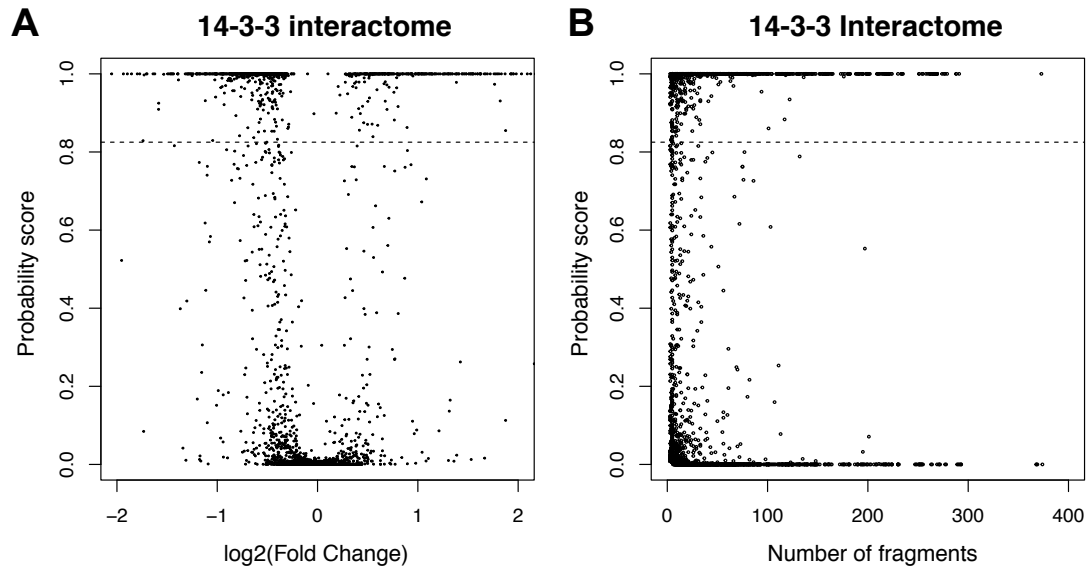 A
14-3-3 interactome
Probability score
1.0
0.8
0.6
0.4
0.2
0.0
−2
−1
0
1
2
log2(Fold Change)
B
14-3-3 Interactome
Probability score
1.0
0.8
0.6
0.4
0.2
0.0
0
100
200
300
400
Number of fragments